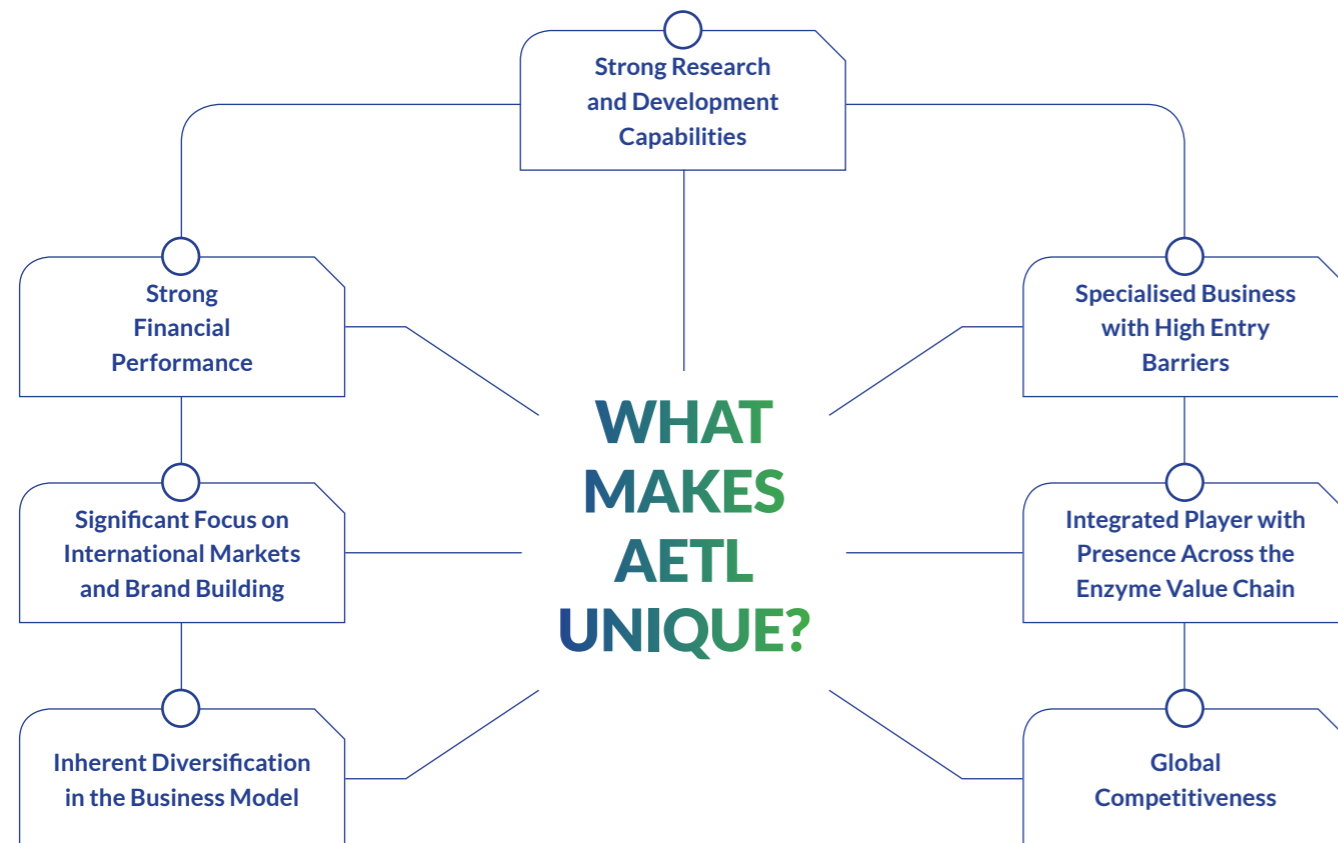 Strong Research
and Development
Capabilities
Strong
Financial
Performance
Specialised Business
with High Entry
Barriers
WHAT
MAKES
AETL
UNIQUE?
Significant Focus on
International Markets
and Brand Building
Integrated Player with
Presence Across the
Enzyme Value Chain
Inherent Diversification
in the Business Model
Global
Competitiveness